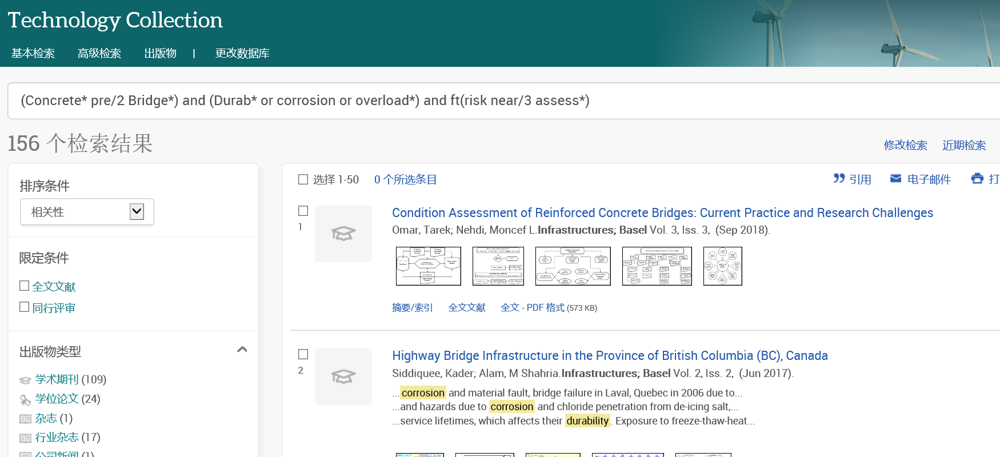 Technology Collection
基本检索 高级检索 出版物 | 更改数据库
(Concrete* pre/2 Bridge*) and (Durab* or corrosion or overload*) and ft(risk near/3 assess*)
156 个检索结果
修改检索 近期检索
排序条件
相关性
限定条件
全文文献
同行评审
出版物类型
学术期刊 (109)
学位论文 (24)
杂志 (1)
行业杂志 (17)
公司新闻 (1)
选择 1-50 0 个所选条目 引用 电子邮件 打
1
Condition Assessment of Reinforced Concrete Bridges: Current Practice and Research Challenges
Omar, Tarek; Nehdi, Moncef L.Infrastructures; Basel Vol. 3, Iss. 3, (Sep 2018).
摘要/索引 全文文献 全文 - PDF 格式 (573 KB)
2
Highway Bridge Infrastructure in the Province of British Columbia (BC), Canada
Siddiquee, Kader; Alam, M Shahria.Infrastructures; Basel Vol. 2, Iss. 2, (Jun 2017).
...corrosion and material fault, bridge failure in Laval, Quebec in 2006 due to...
...and hazards due to corrosion and chloride penetration from de-icing salt,...
...service lifetimes, which affects their durability. Exposure to freeze-thaw-heat...